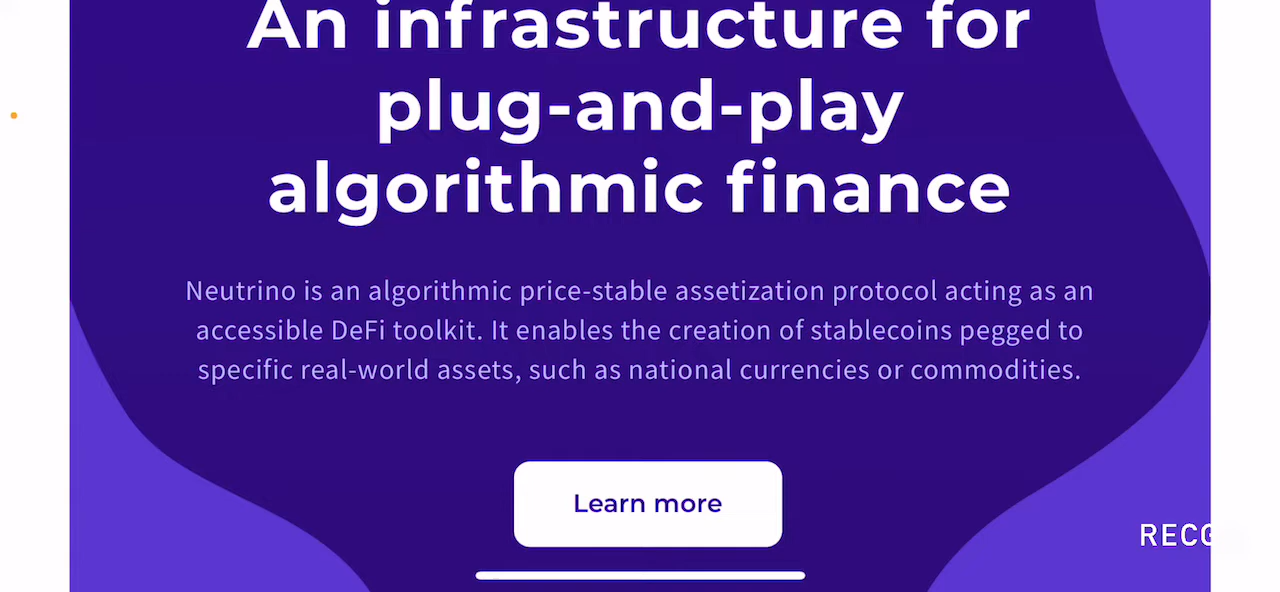 An infrastructure for
plug-and-play
algorithmic finance
Neutrino is an algorithmic price-stable assetization protocol acting as an
accessible DeFi toolkit. It enables the creation of stablecoins pegged to
specific real-world assets, such as national currencies or commodities.
Learn more
RECG